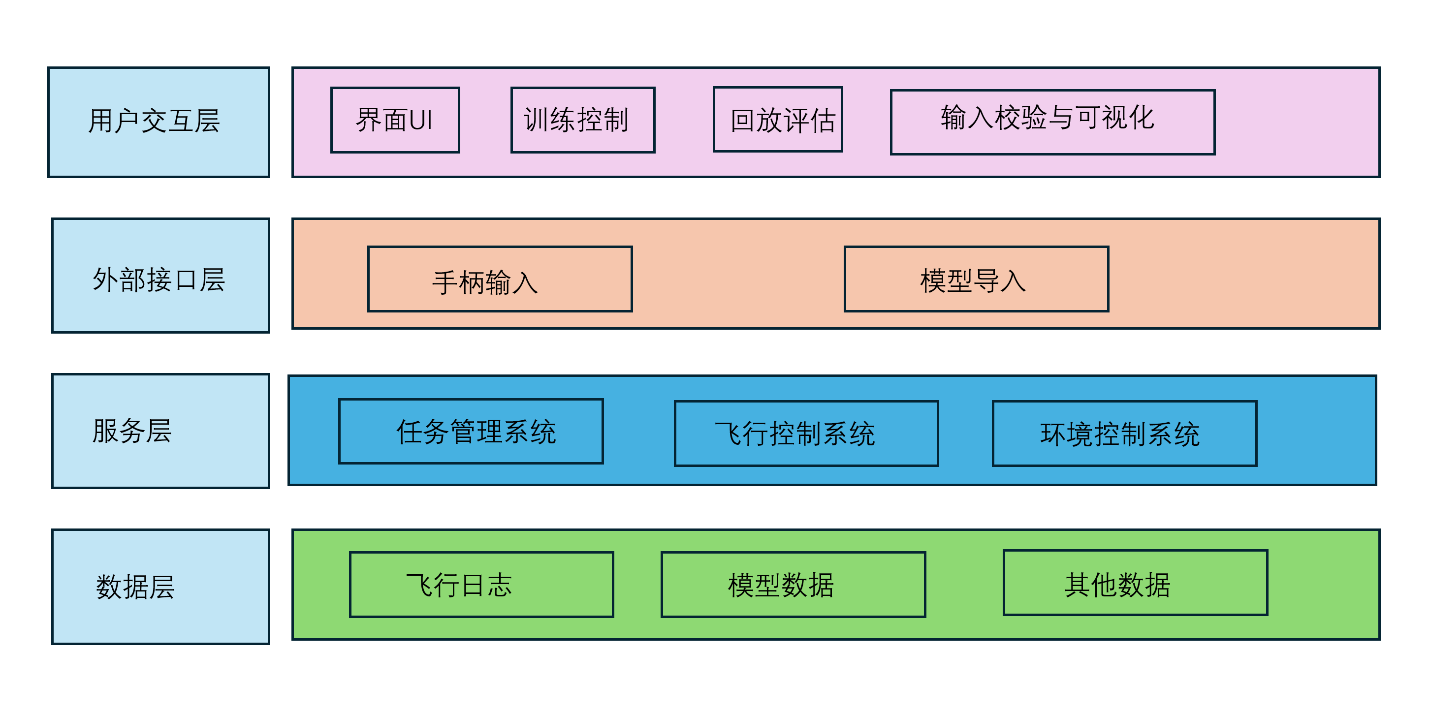 用户交互层
界面UI
训练控制
回放评估
输入校验与可视化
外部接口层
手柄输入
模型导入
服务层
任务管理系统
飞行控制系统
环境控制系统
数据层
飞行日志
模型数据
其他数据